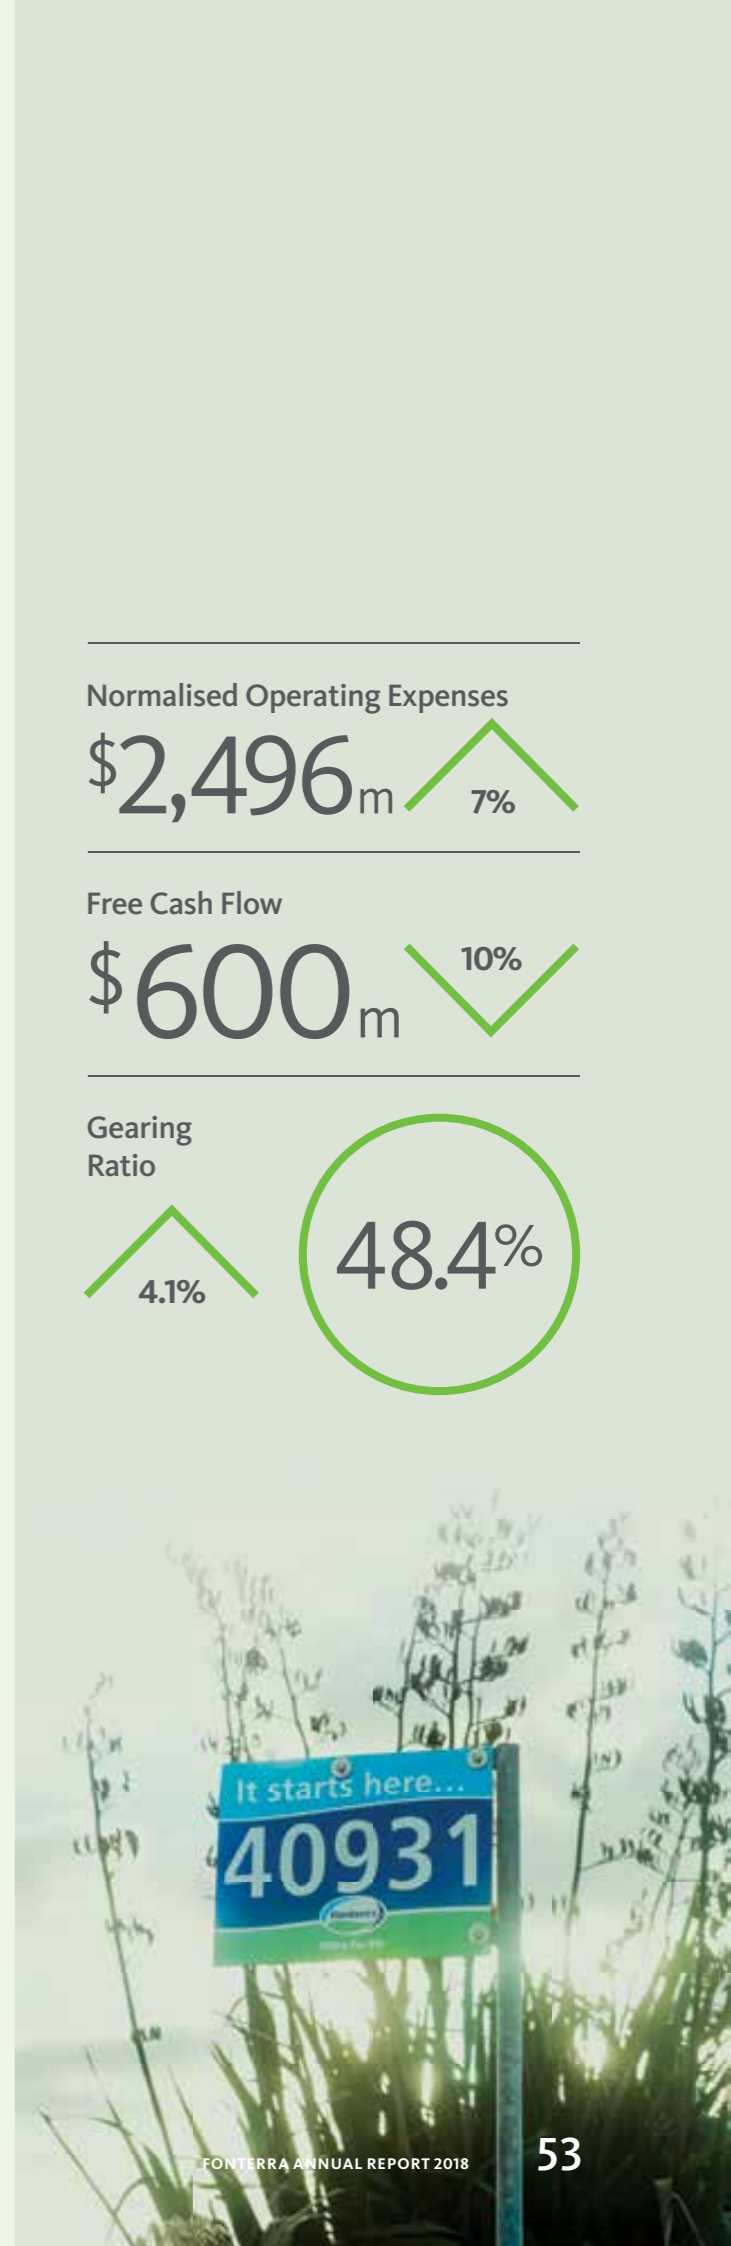 Normalised Operating Expenses
$2,496m
7%
Free Cash Flow
$600m
10%
Gearing
Ratio
4.1%
48.4%
It starts here...
40931
Fonterra
FONTERRA ANNUAL REPORT 2018
53